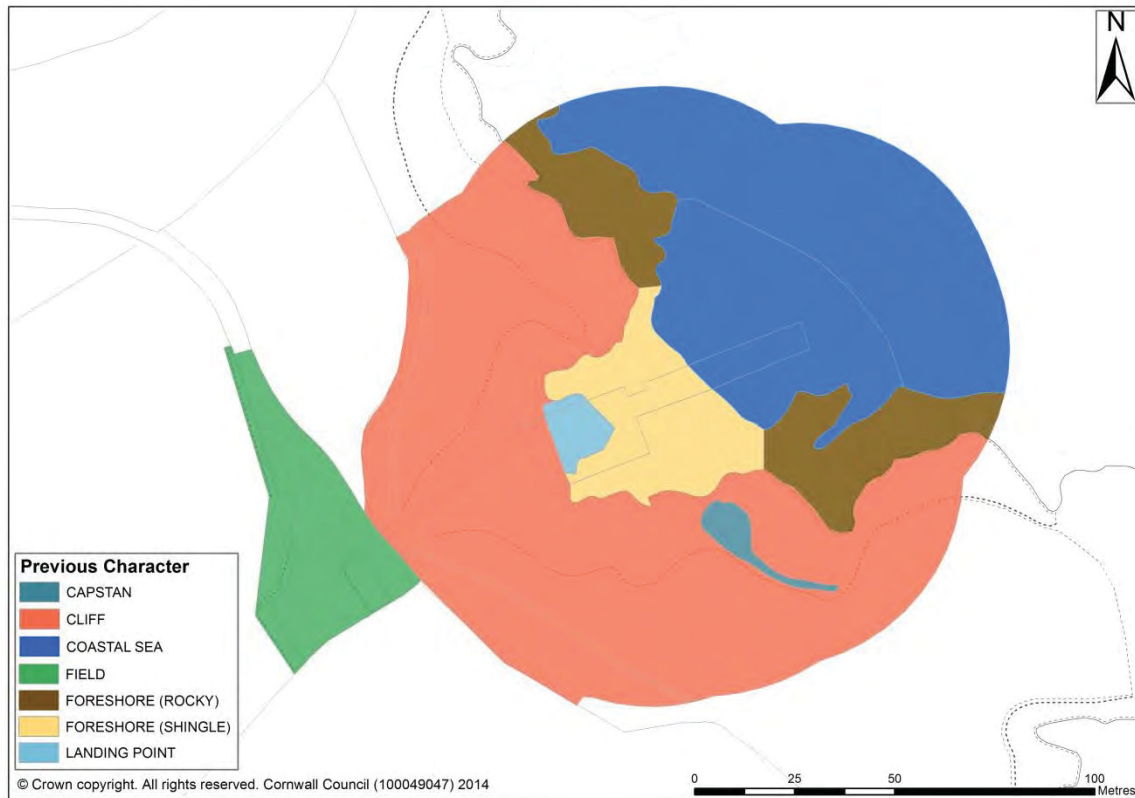 N
Previous Character
CAPSTAN
CLIFF
COASTAL SEA
FIELD
FORESHORE (ROCKY)
FORESHORE (SHINGLE)
LANDING POINT
© Crown copyright. All rights reserved. Cornwall Council (100049047) 2014
0 25 50 100
Metres